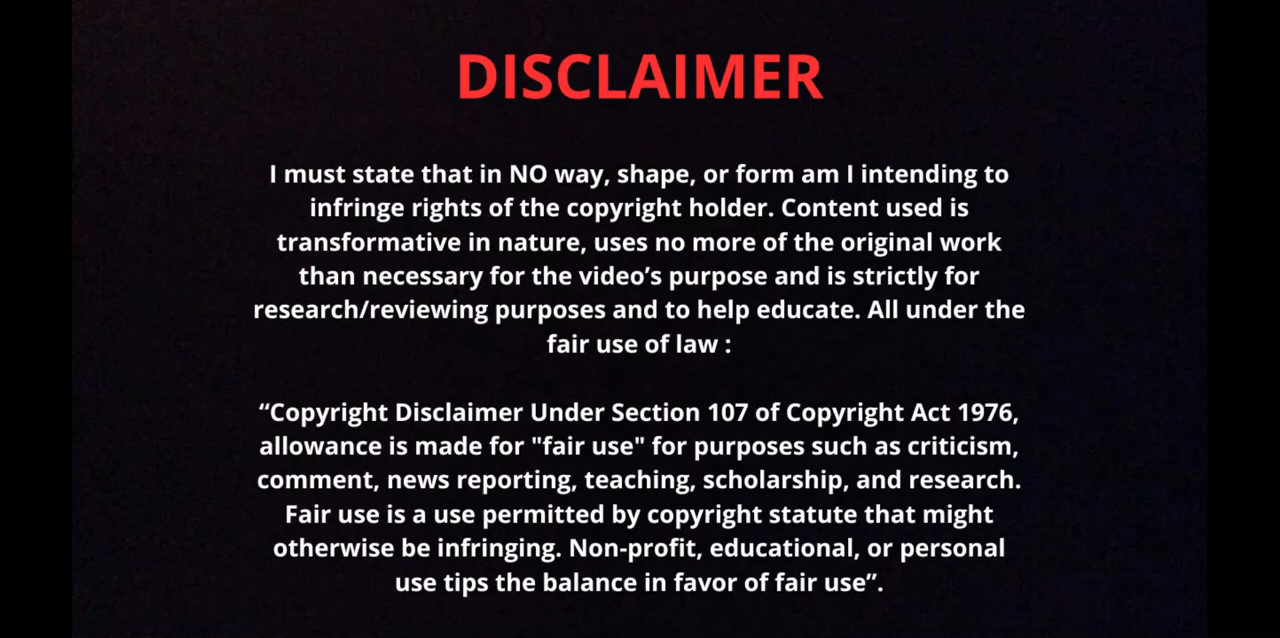 DISCLAIMER
I must state that in NO way, shape, or form am I intending to
infringe rights of the copyright holder. Content used is
transformative in nature, uses no more of the original work
than necessary for the video’s purpose and is strictly for
research/reviewing purposes and to help educate. All under the
fair use of law :
“Copyright Disclaimer Under Section 107 of Copyright Act 1976,
allowance is made for "fair use" for purposes such as criticism,
comment, news reporting, teaching, scholarship, and research.
Fair use is a use permitted by copyright statute that might
otherwise be infringing. Non-profit, educational, or personal
use tips the balance in favor of fair use”.